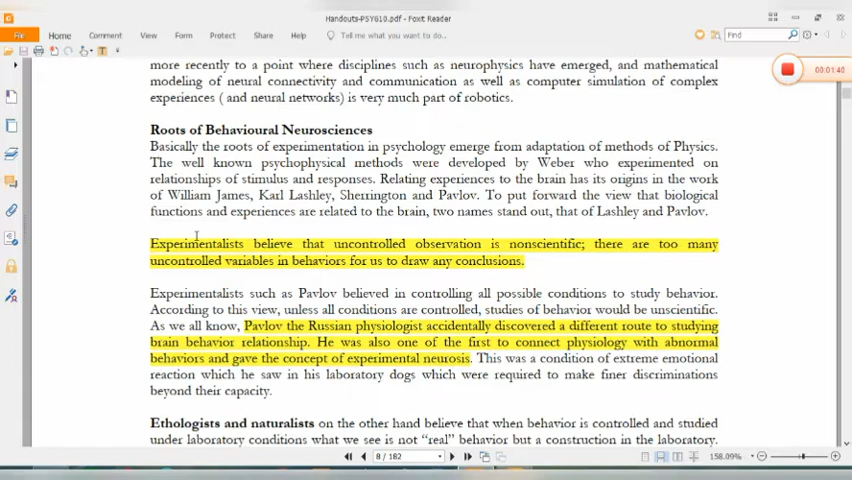 Handouts-PSY610.pdf - Foxit Reader
File Home Comment View Form Protect Share Help Tell me what you want to do.. Find
00:01:40
more recently to a point where disciplines such as neurophysics have emerged, and mathematical
modeling of neural connectivity and communication as well as computer simulation of complex
experiences ( and neural networks) is very much part of robotics.
Roots of Behavioural Neurosciences
Basically the roots of experimentation in psychology emerge from adaptation of methods of Physics.
The well known psychophysical methods were developed by Weber who experimented on
relationships of stimulus and responses. Relating experiences to the brain has its origins in the work
of William James, Karl Lashley, Sherrington and Pavlov. To put forward the view that biological
functions and experiences are related to the brain, two names stand out, that of Lashley and Pavlov.
Experimentalists believe that uncontrolled observation is nonscientific; there are too many
uncontrolled variables in behaviors for us to draw any conclusions.
Experimentalists such as Pavlov believed in controlling all possible conditions to study behavior.
According to this view, unless all conditions are controlled, studies of behavior would be unscientific.
As we all know, Pavlov the Russian physiologist accidentally discovered a different route to studying
brain behavior relationship. He was also one of the first to connect physiology with abnormal
behaviors and gave the concept of experimental neurosis. This was a condition of extreme emotional
reaction which he saw in his laboratory dogs which were required to make finer discriminations
beyond their capacity.
Ethologists and naturalists on the other hand believe that when behavior is controlled and studied
under laboratory conditions what we see is not “real” behavior but a construction in the laboratory.
8 / 182 158.09%